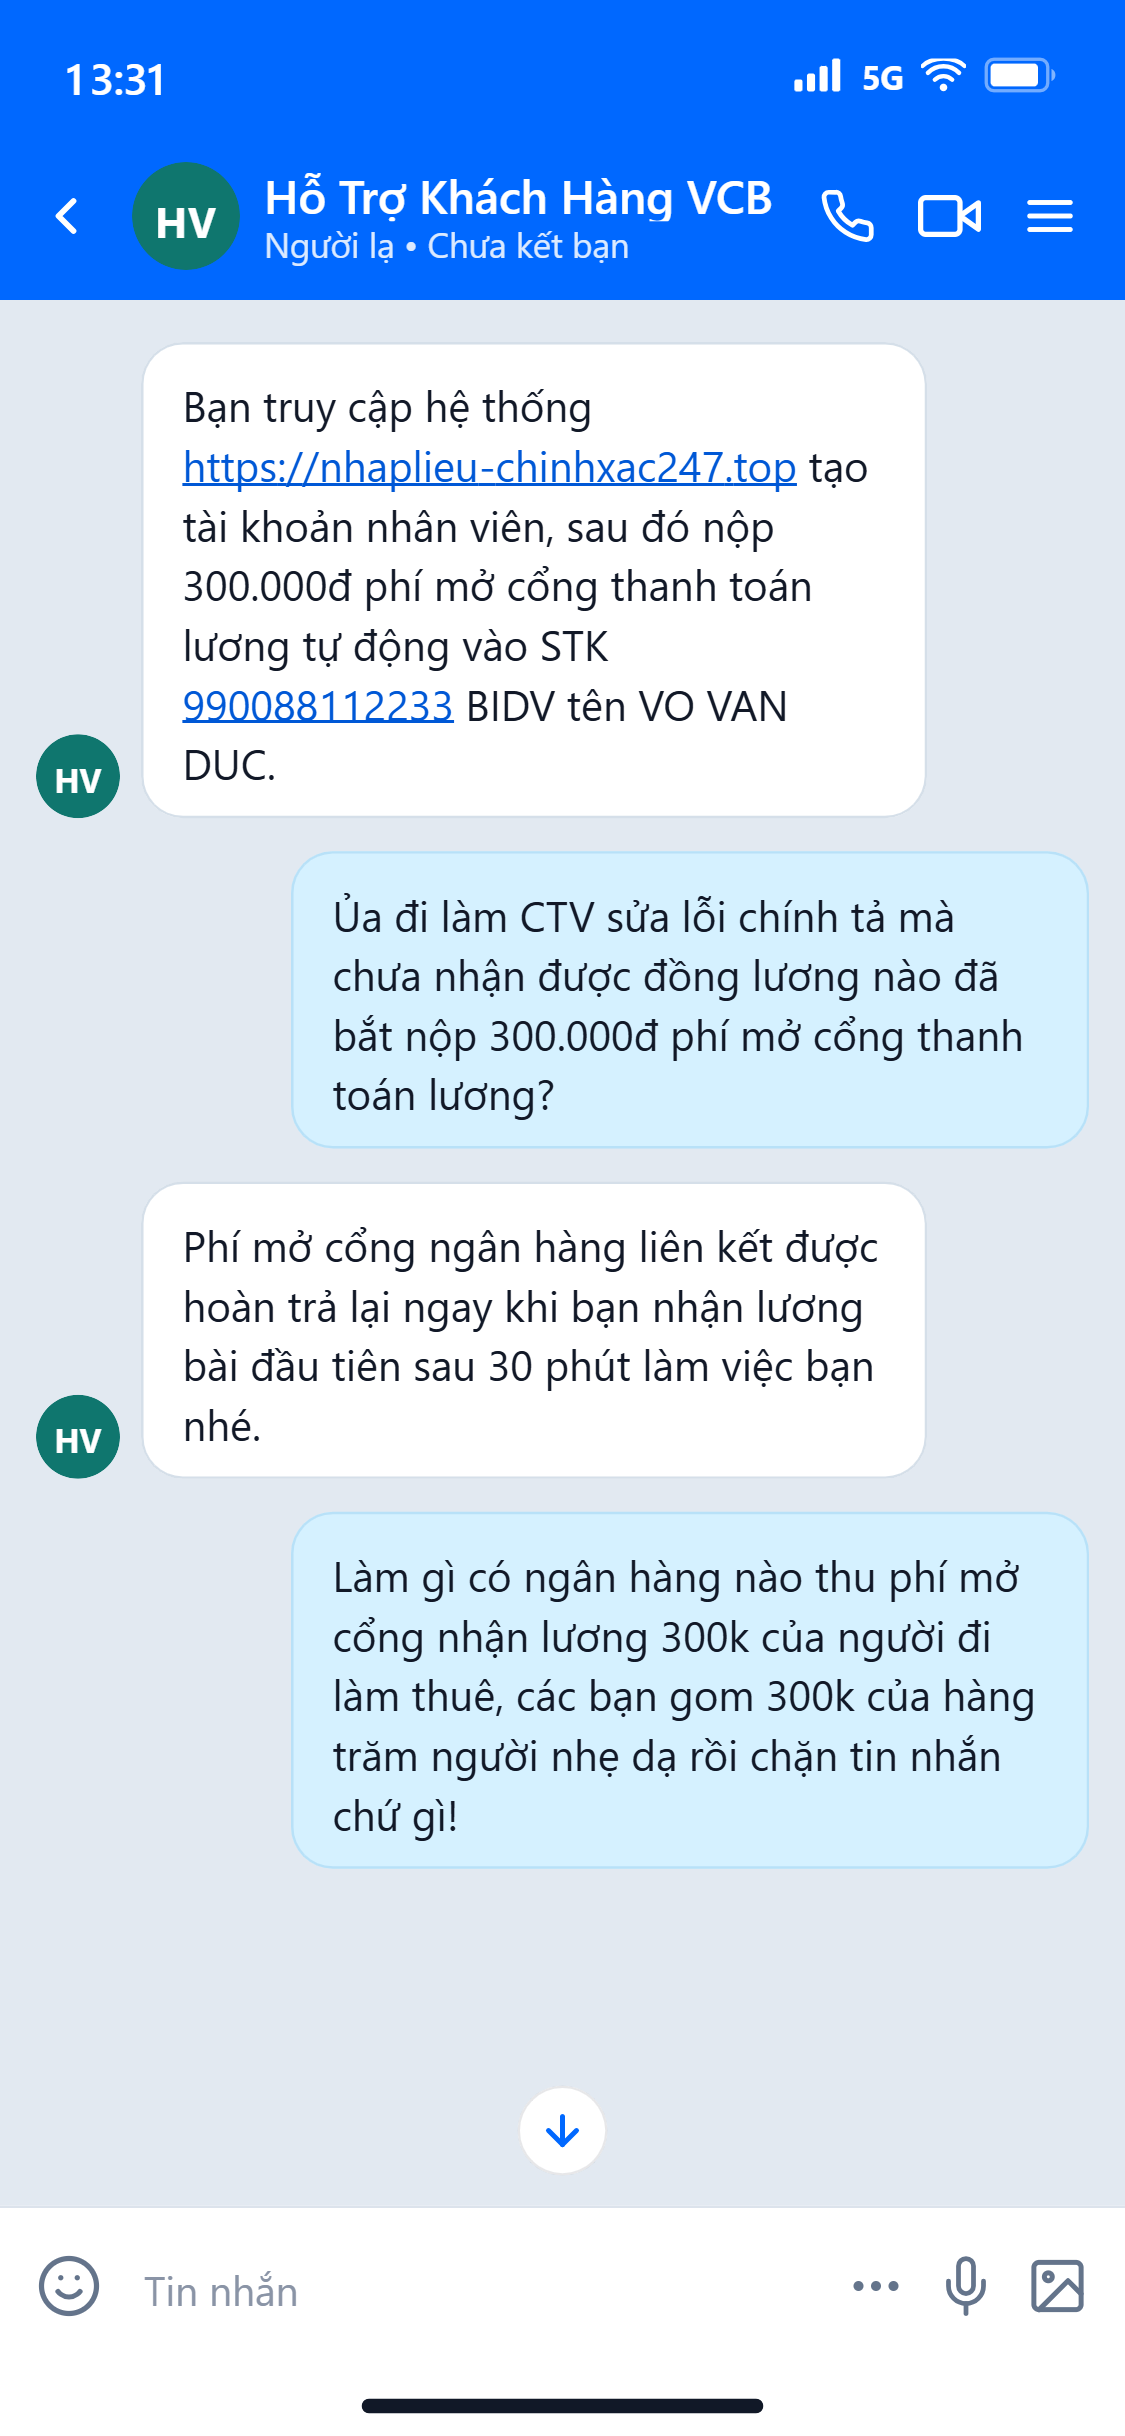 13:31
5G
HV
Hỗ Trợ Khách Hàng VCB
Người lạ • Chưa kết bạn
Bạn truy cập hệ thống
https://nhaplieu-chinhxac247.top tạo
tài khoản nhân viên, sau đó nộp
300.000đ phí mở cổng thanh toán
lương tự động vào STK
990088112233 BIDV tên VO VAN
DUC.
HV
Ủa đi làm CTV sửa lỗi chính tả mà
chưa nhận được đồng lương nào đã
bắt nộp 300.000đ phí mở cổng thanh
toán lương?
Phí mở cổng ngân hàng liên kết được
hoàn trả lại ngay khi bạn nhận lương
bài đầu tiên sau 30 phút làm việc bạn
nhé.
HV
Làm gì có ngân hàng nào thu phí mở
cổng nhận lương 300k của người đi
làm thuê, các bạn gom 300k của hàng
trăm người nhẹ dạ rồi chặn tin nhắn
chứ gì!
Tin nhắn